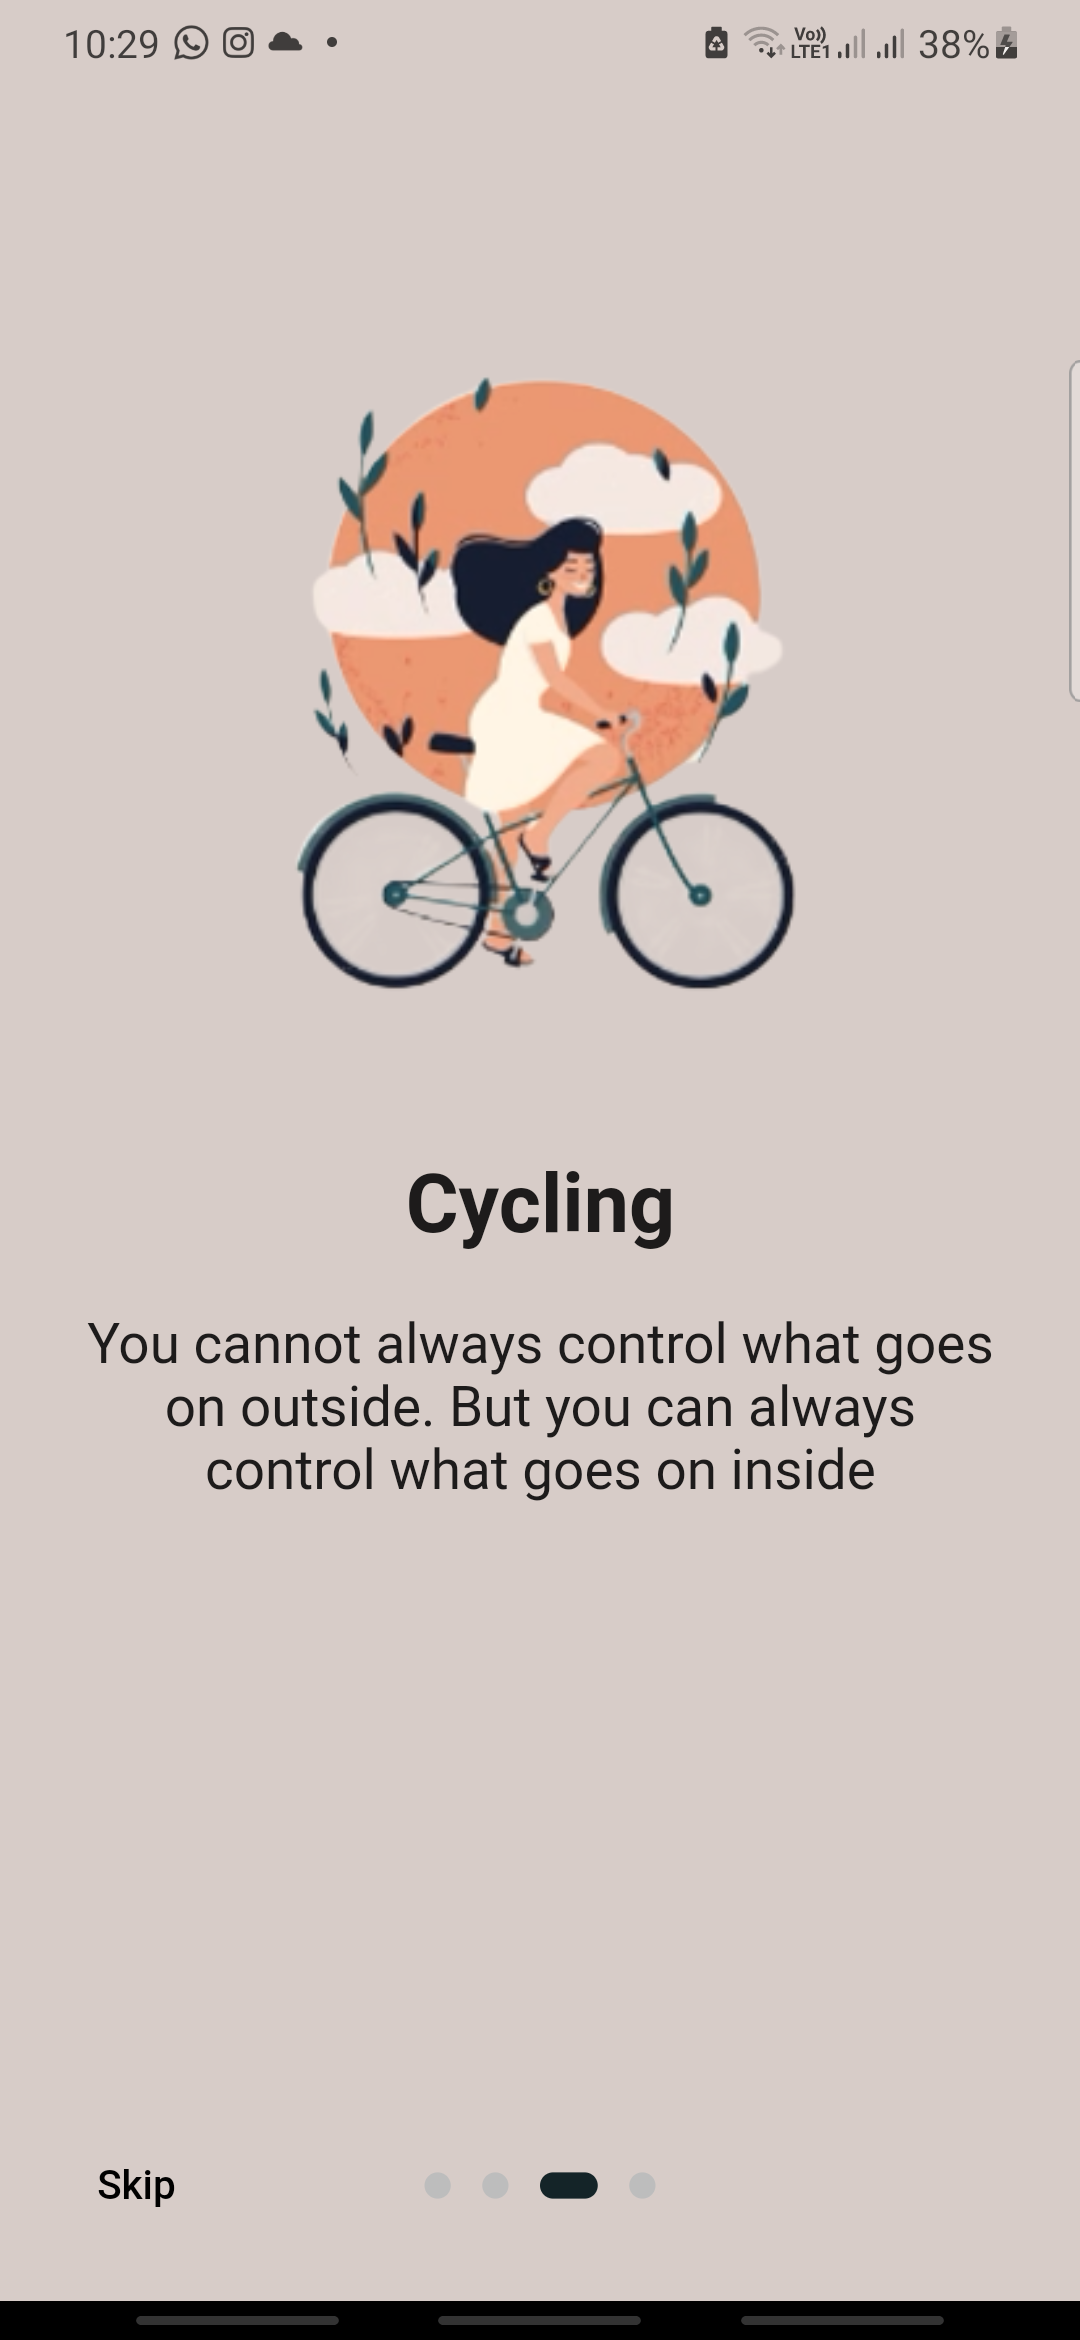 10:29
Vo)) LTE1 38%
Cycling
You cannot always control what goes
on outside. But you can always
control what goes on inside
Skip